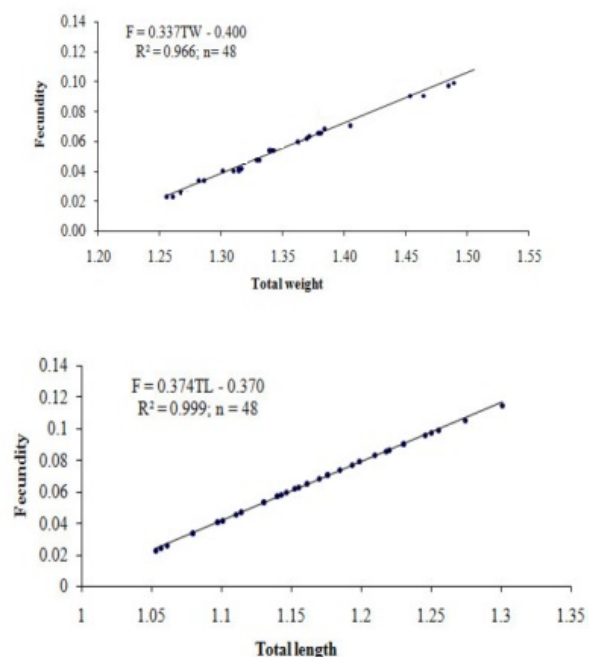 0.14
F = 0.337TW - 0.400
R² = 0.966; n= 48
0.12
0.10
0.08
0.06
0.04
0.02
0.00
Fecundity
1.20 1.25 1.30 1.35 1.40 1.45 1.50 1.55
Total weight
0.14
F = 0.374TL - 0.370
R² = 0.999; n = 48
0.12
0.1
0.08
0.06
0.04
0.02
0
Fecundity
1 1.05 1.1 1.15 1.2 1.25 1.3 1.35
Total length